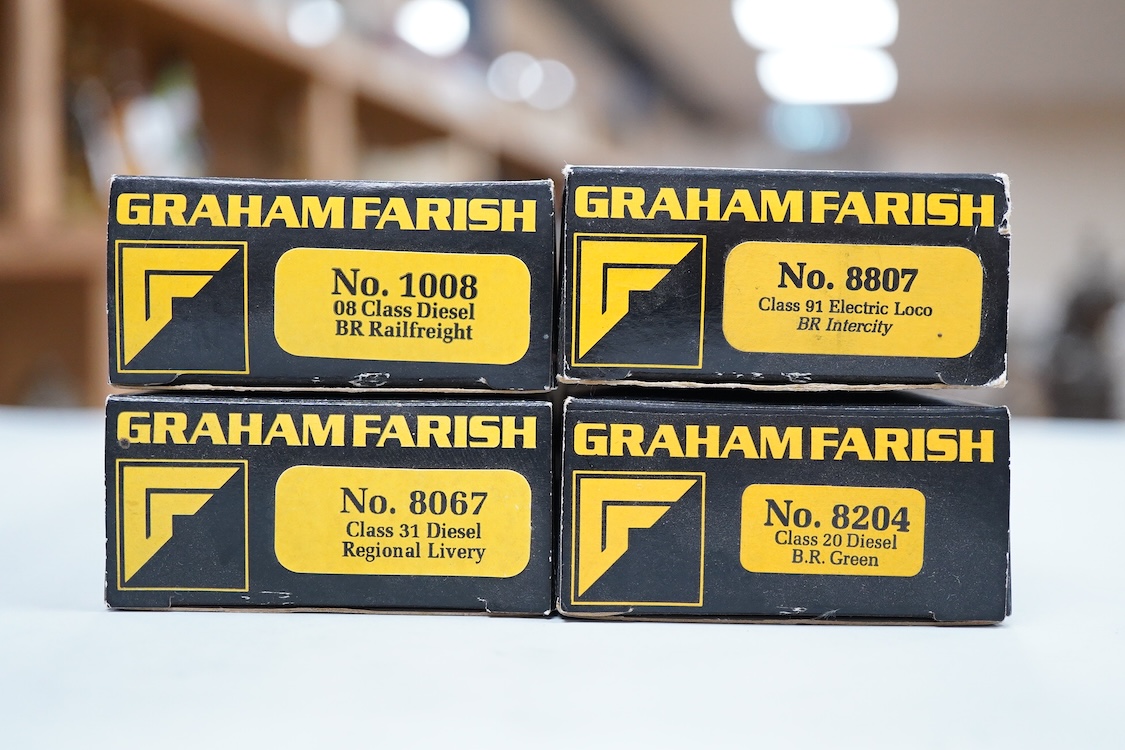 GRAHAM FARISH
No. 1008
08 Class Diesel
BR Railfreight
GRAHAM FARISH
No. 8807
Class 91 Electric Loco
BR Intercity
GRAHAM FARISH
No. 8067
Class 31 Diesel
Regional Livery
GRAHAM FARISH
No. 8204
Class 20 Diesel
B.R. Green